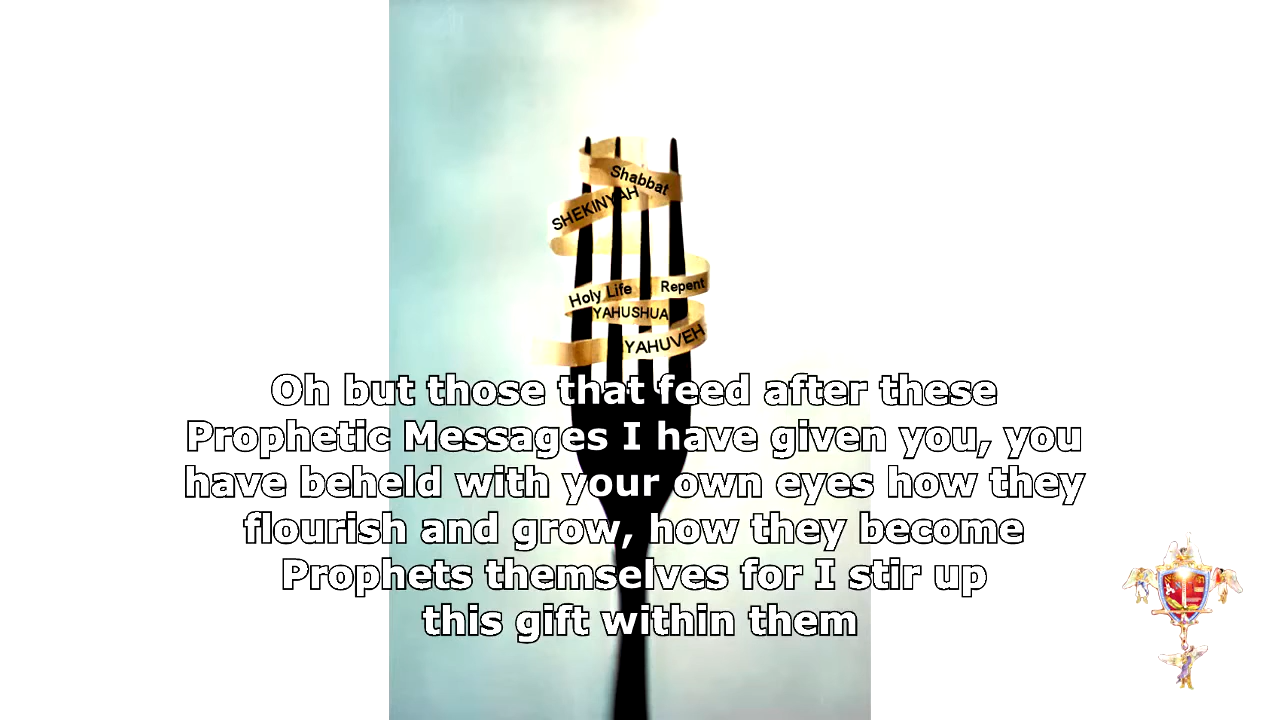 Shabbat
SHEKINYAH
Holy Life Repent
YAHUSHUA
YAHUVEH
Oh but those that feed after these
Prophetic Messages I have given you, you
have beheld with your own eyes how they
flourish and grow, how they become
Prophets themselves for I stir up
this gift within them